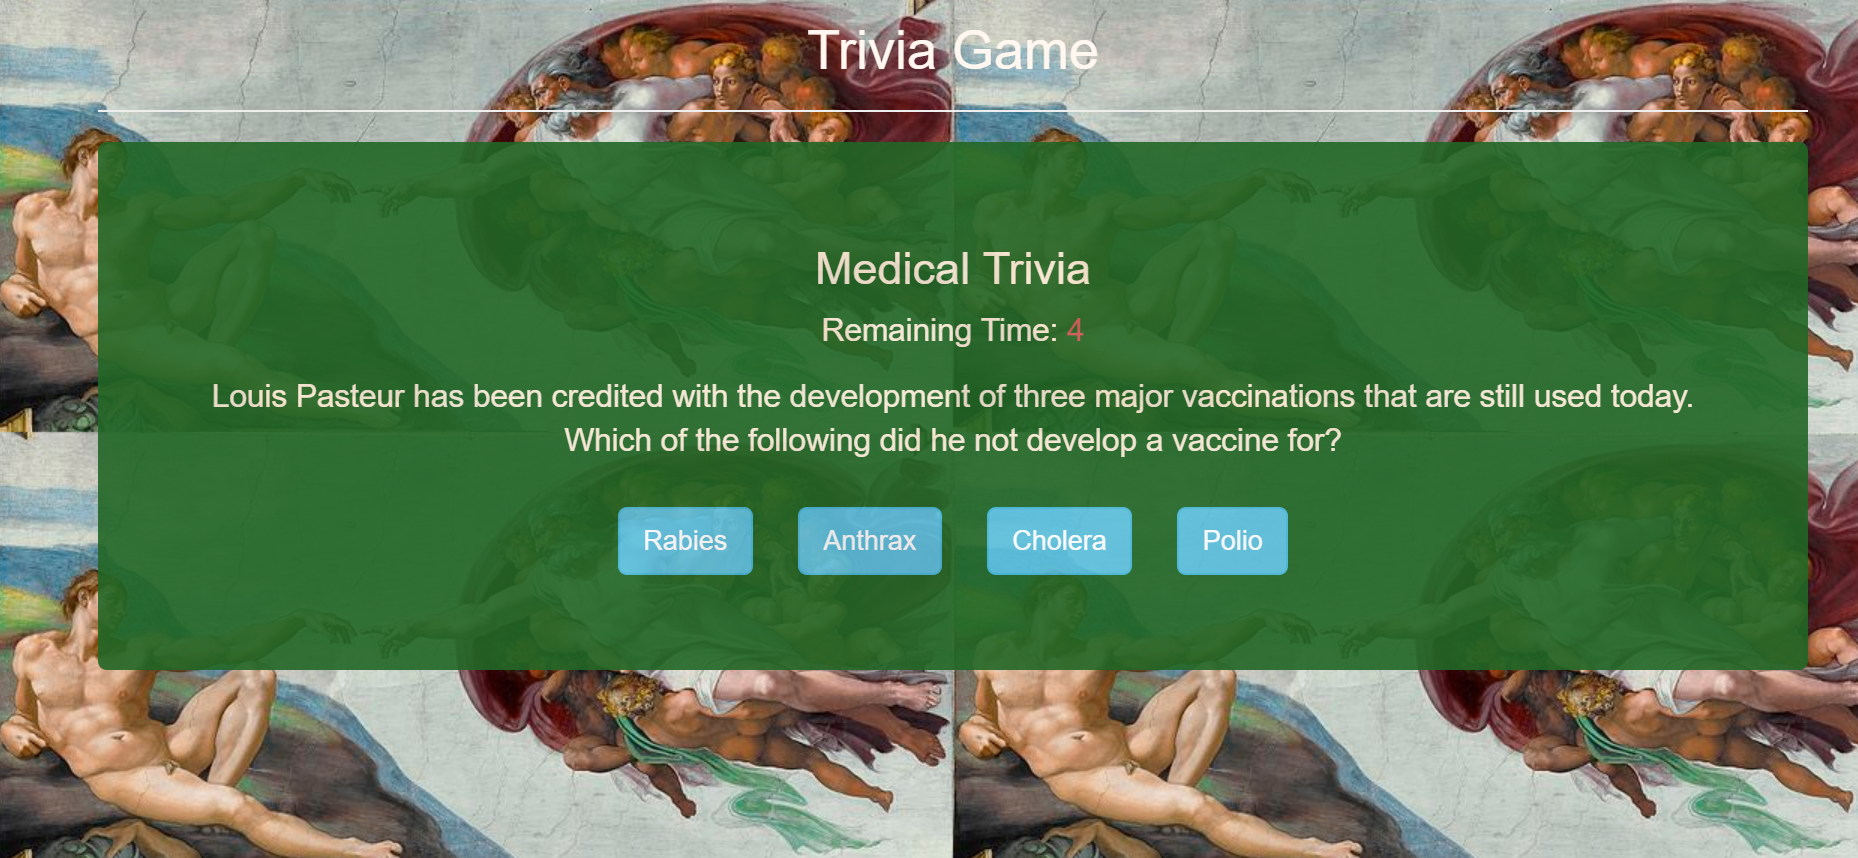 Trivia Game
Medical Trivia
Remaining Time: 4
Louis Pasteur has been credited with the development of three major vaccinations that are still used today.
Which of the following did he not develop a vaccine for?
Rabies
Anthrax
Cholera
Polio